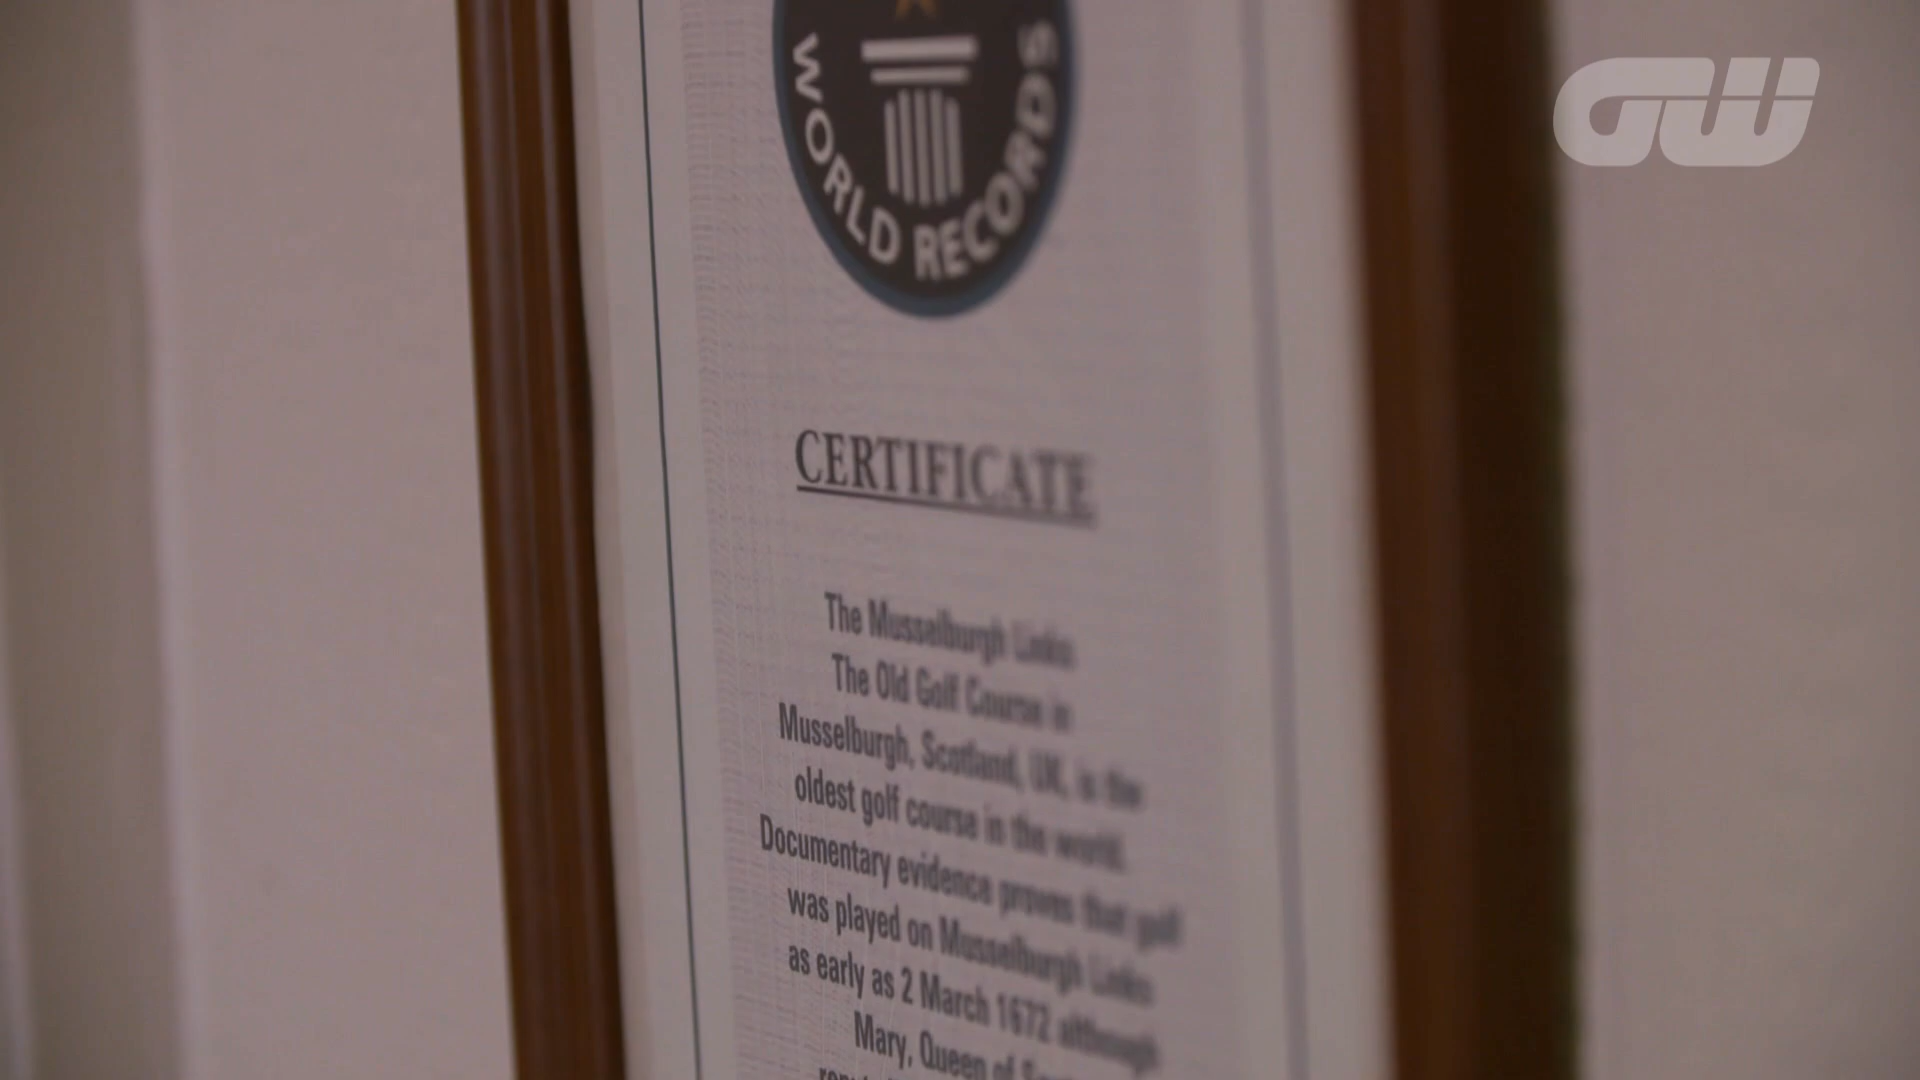 GW
WORLD RECORDS
CERTIFICATE
The Musselburgh Links
The Old Golf Course in
Musselburgh, Scotland, UK, is the
oldest golf course in the world.
Documentary evidence proves that golf
was played on Musselburgh Links
as early as 2 March 1672 although
Mary, Queen of